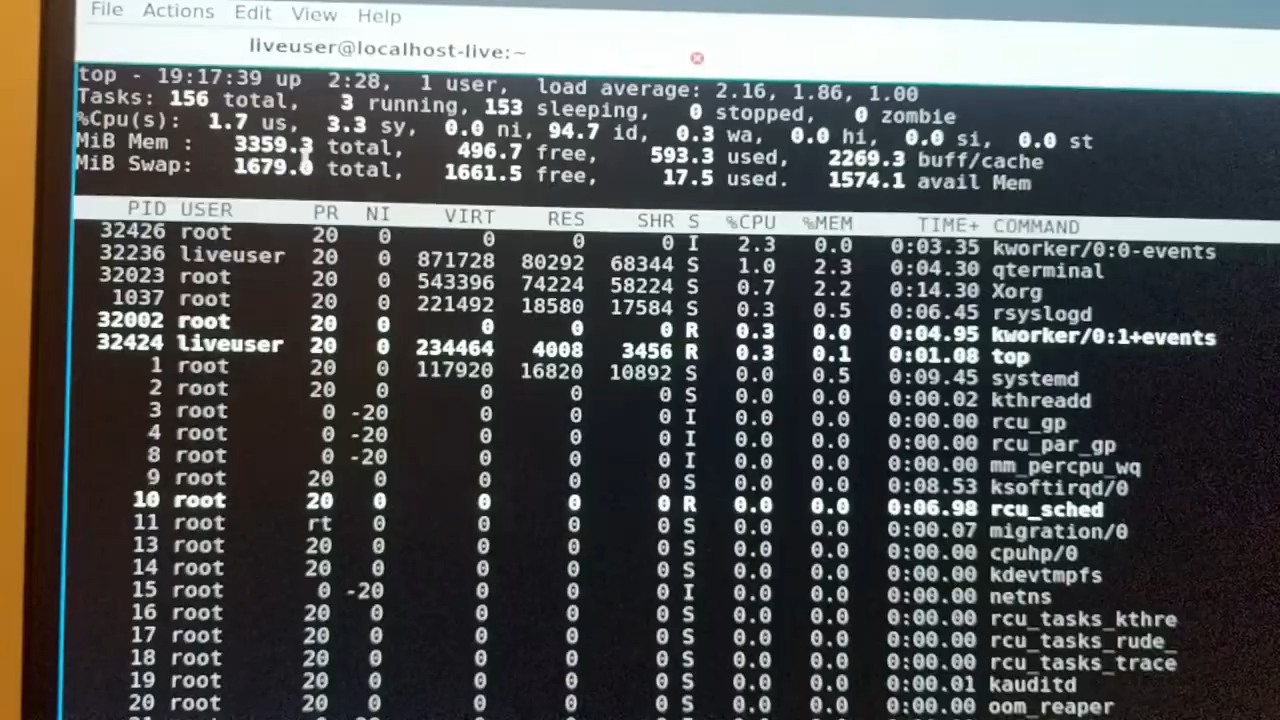 File Actions Edit View Help
liveuser@localhost-live:~
top - 19:17:39 up 2:28, 1 user, load average: 2.16, 1.86, 1.00
Tasks: 156 total, 3 running, 153 sleeping, 0 stopped, 0 zombie
%Cpu(s): 1.7 us, 3.3 sy, 0.0 ni, 94.7 id, 0.3 wa, 0.0 hi, 0.0 si, 0.0 st
MiB Mem : 3359.3 total, 496.7 free, 593.3 used, 2269.3 buff/cache
MiB Swap: 1679.0 total, 1661.5 free, 17.5 used. 1574.1 avail Mem
PID USER PR NI VIRT RES SHR S %CPU %MEM TIME+ COMMAND
32426 root 20 0 0 0 0 I 2.3 0.0 0:03.35 kworker/0:0-events
32236 liveuser 20 0 871728 80292 68344 S 1.0 2.3 0:04.30 qterminal
32023 root 20 0 543396 74224 58224 S 0.7 2.2 0:14.30 Xorg
1037 root 20 0 221492 18580 17584 S 0.3 0.5 0:06.45 rsyslogd
32002 root 20 0 0 0 0 R 0.3 0.0 0:04.95 kworker/0:1+events
32424 liveuser 20 0 234464 4008 3456 R 0.3 0.1 0:01.08 top
1 root 20 0 117920 16820 10892 S 0.0 0.5 0:09.45 systemd
2 root 20 0 0 0 0 S 0.0 0.0 0:00.02 kthreadd
3 root 0 -20 0 0 0 I 0.0 0.0 0:00.00 rcu_gp
4 root 0 -20 0 0 0 I 0.0 0.0 0:00.00 rcu_par_gp
8 root 0 -20 0 0 0 I 0.0 0.0 0:00.00 mm_percpu_wq
9 root 20 0 0 0 0 S 0.0 0.0 0:08.53 ksoftirqd/0
10 root 20 0 0 0 0 R 0.0 0.0 0:06.98 rcu_sched
11 root rt 0 0 0 0 S 0.0 0.0 0:00.07 migration/0
13 root 20 0 0 0 0 S 0.0 0.0 0:00.00 cpuhp/0
14 root 20 0 0 0 0 S 0.0 0.0 0:00.00 kdevtmpfs
15 root 0 -20 0 0 0 I 0.0 0.0 0:00.00 netns
16 root 20 0 0 0 0 S 0.0 0.0 0:00.00 rcu_tasks_kthre
17 root 20 0 0 0 0 S 0.0 0.0 0:00.00 rcu_tasks_rude_
18 root 20 0 0 0 0 S 0.0 0.0 0:00.00 rcu_tasks_trace
19 root 20 0 0 0 0 S 0.0 0.0 0:00.01 kauditd
20 root 20 0 0 0 0 S 0.0 0.0 0:00.00 oom_reaper